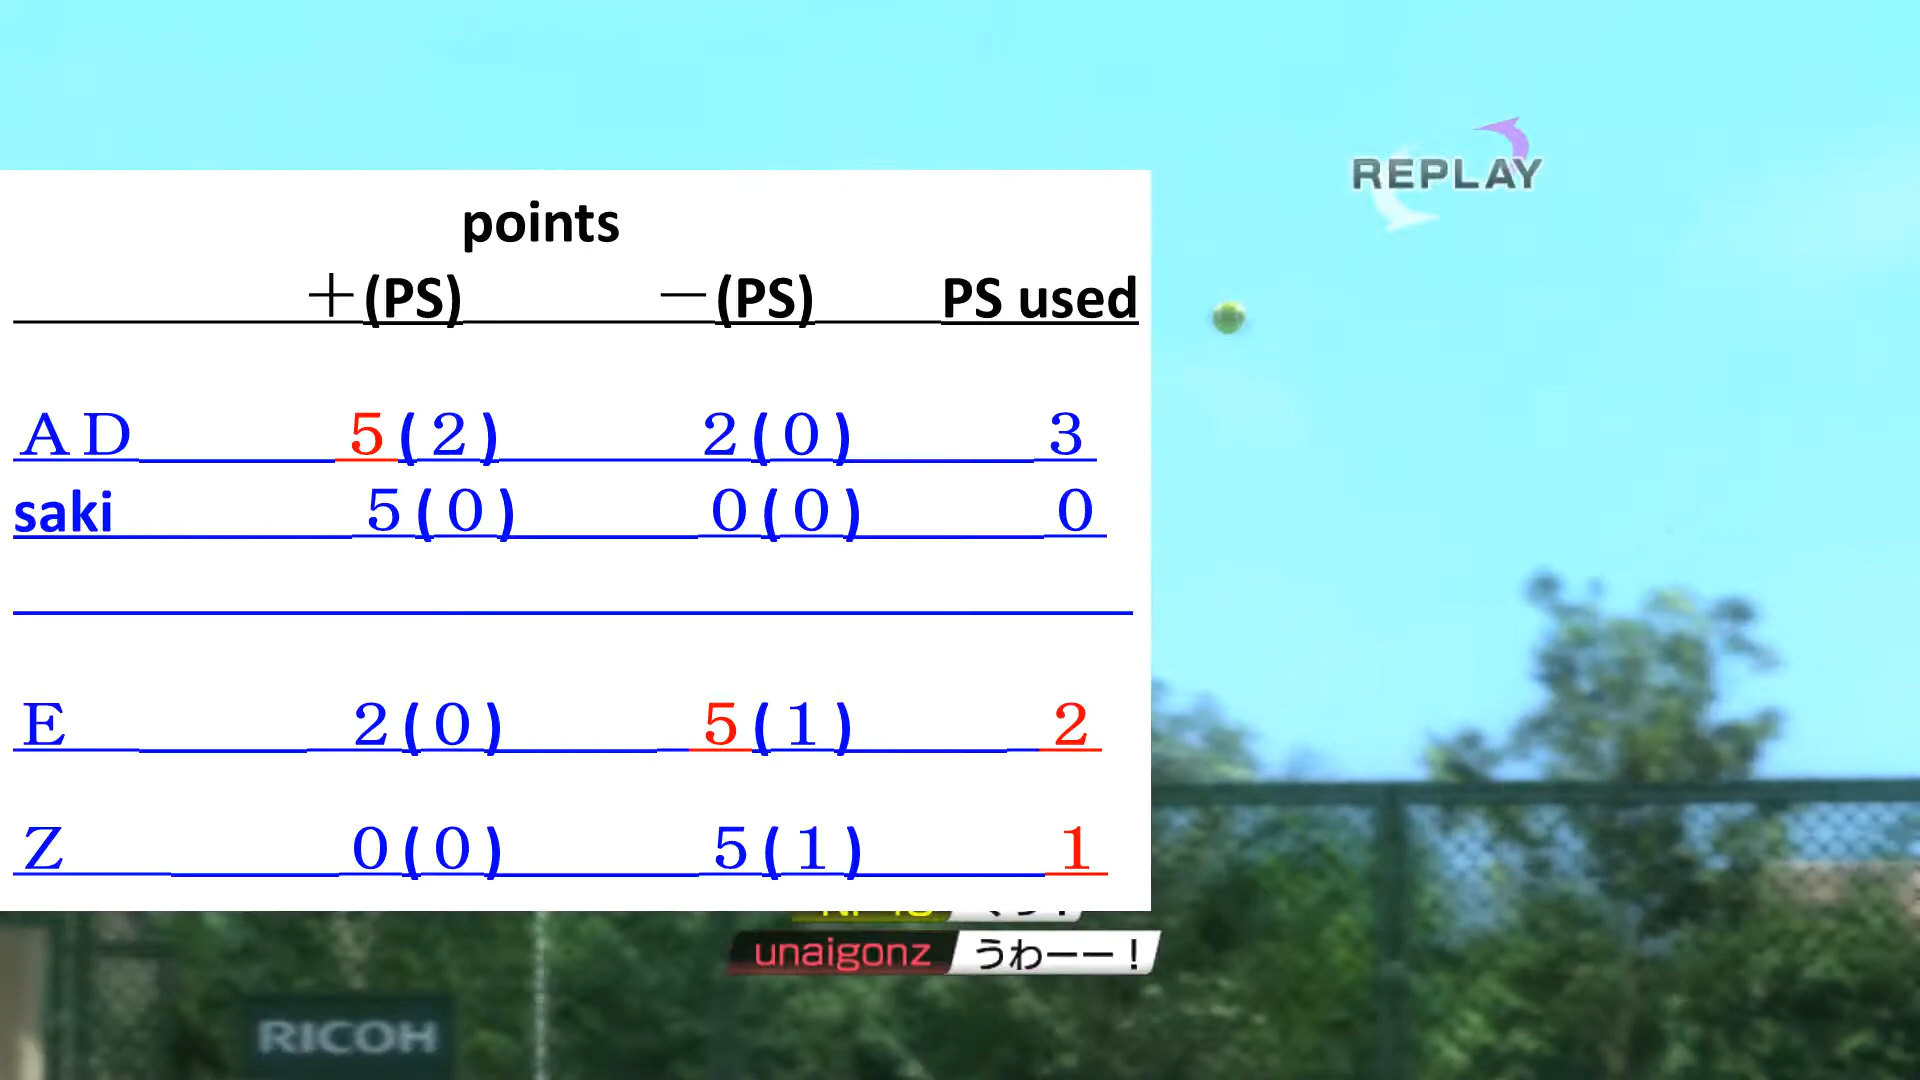 REPLAY
points
＋(PS) －(PS) PS used
ＡＤ ５(２) ２(０) ３
saki ５(０) ０(０) ０
Ｅ ２(０) ５(１) ２
Ｚ ０(０) ５(１) １
unaigonz うわーー！
RICOH